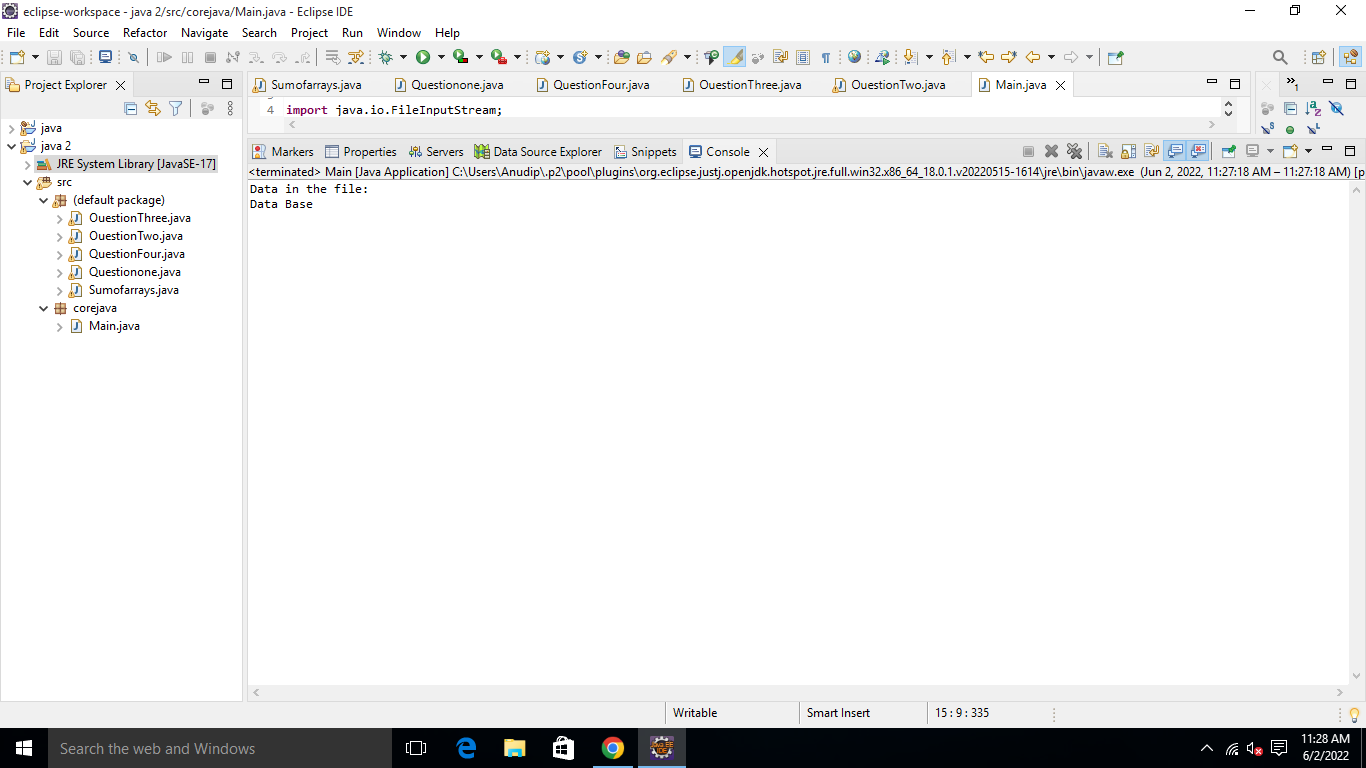 eclipse-workspace - java 2/src/corejava/Main.java - Eclipse IDE
File Edit Source Refactor Navigate Search Project Run Window Help
Project Explorer
Sumofarrays.java Questionone.java QuestionFour.java OuestionThree.java OuestionTwo.java Main.java
1
4 import java.io.FileInputStream;
java
java 2
JRE System Library [JavaSE-17]
src
(default package)
OuestionThree.java
OuestionTwo.java
QuestionFour.java
Questionone.java
Sumofarrays.java
corejava
Main.java
Markers Properties Servers Data Source Explorer Snippets Console
<terminated> Main [Java Application] C:\Users\Anudip\.p2\pool\plugins\org.eclipse.justj.openjdk.hotspot.jre.full.win32.x86_64_18.0.1.v20220515-1614\jre\bin\javaw.exe (Jun 2, 2022, 11:27:18 AM – 11:27:18 AM) [p
Data in the file:
Data Base
Writable Smart Insert 15 : 9 : 335
Search the web and Windows
11:28 AM
6/2/2022